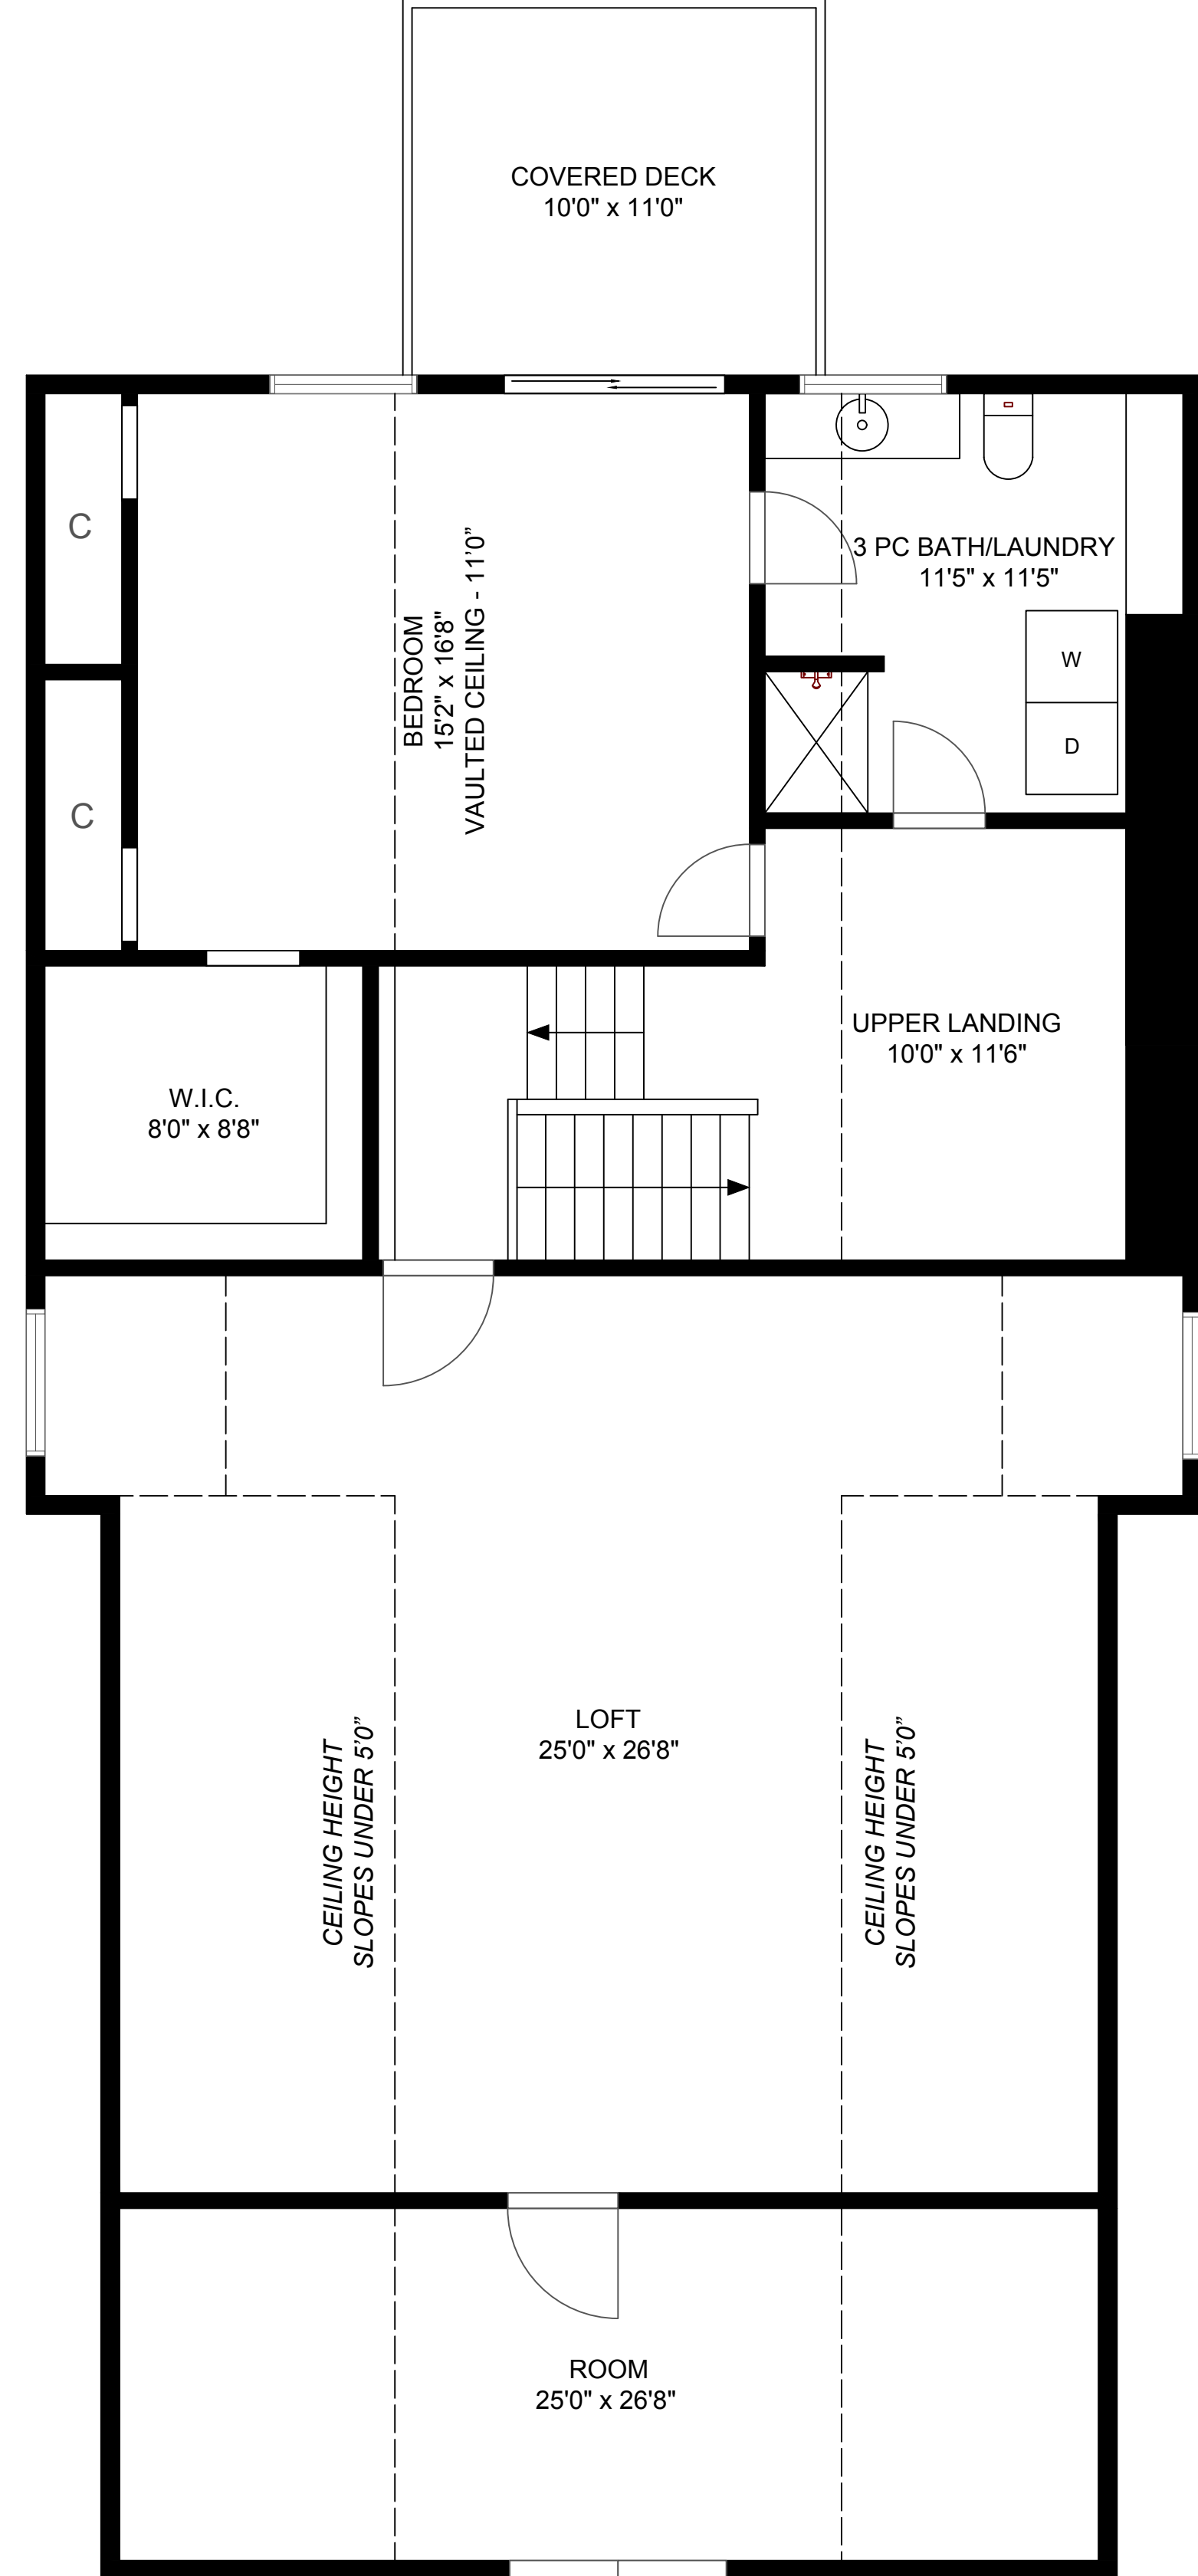 COVERED DECK
10'0" x 11'0"
C
3 PC BATH/LAUNDRY
11'5" x 11'5"
BEDROOM
15'2" x 16'8"
VAULTED CEILING - 11’0”
W
D
C
UPPER LANDING
10'0" x 11'6"
W.I.C.
8'0" x 8'8"
LOFT
25'0" x 26'8"
CEILING HEIGHT
SLOPES UNDER 5’0”
CEILING HEIGHT
SLOPES UNDER 5’0”
ROOM
25'0" x 26'8"